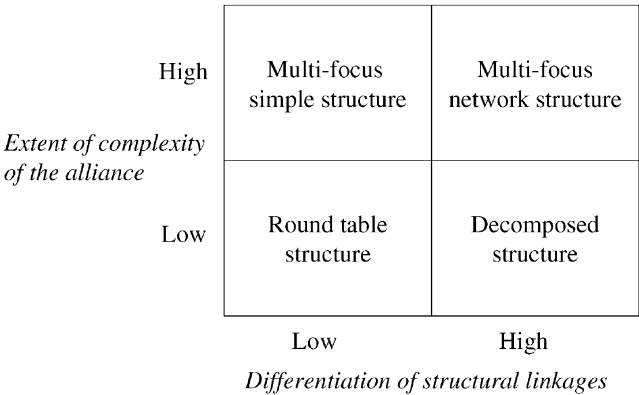 High
Multi-focus
simple structure
Multi-focus
network structure
Extent of complexity
of the alliance
Low
Round table
structure
Decomposed
structure
Low
High
Differentiation of structural linkages